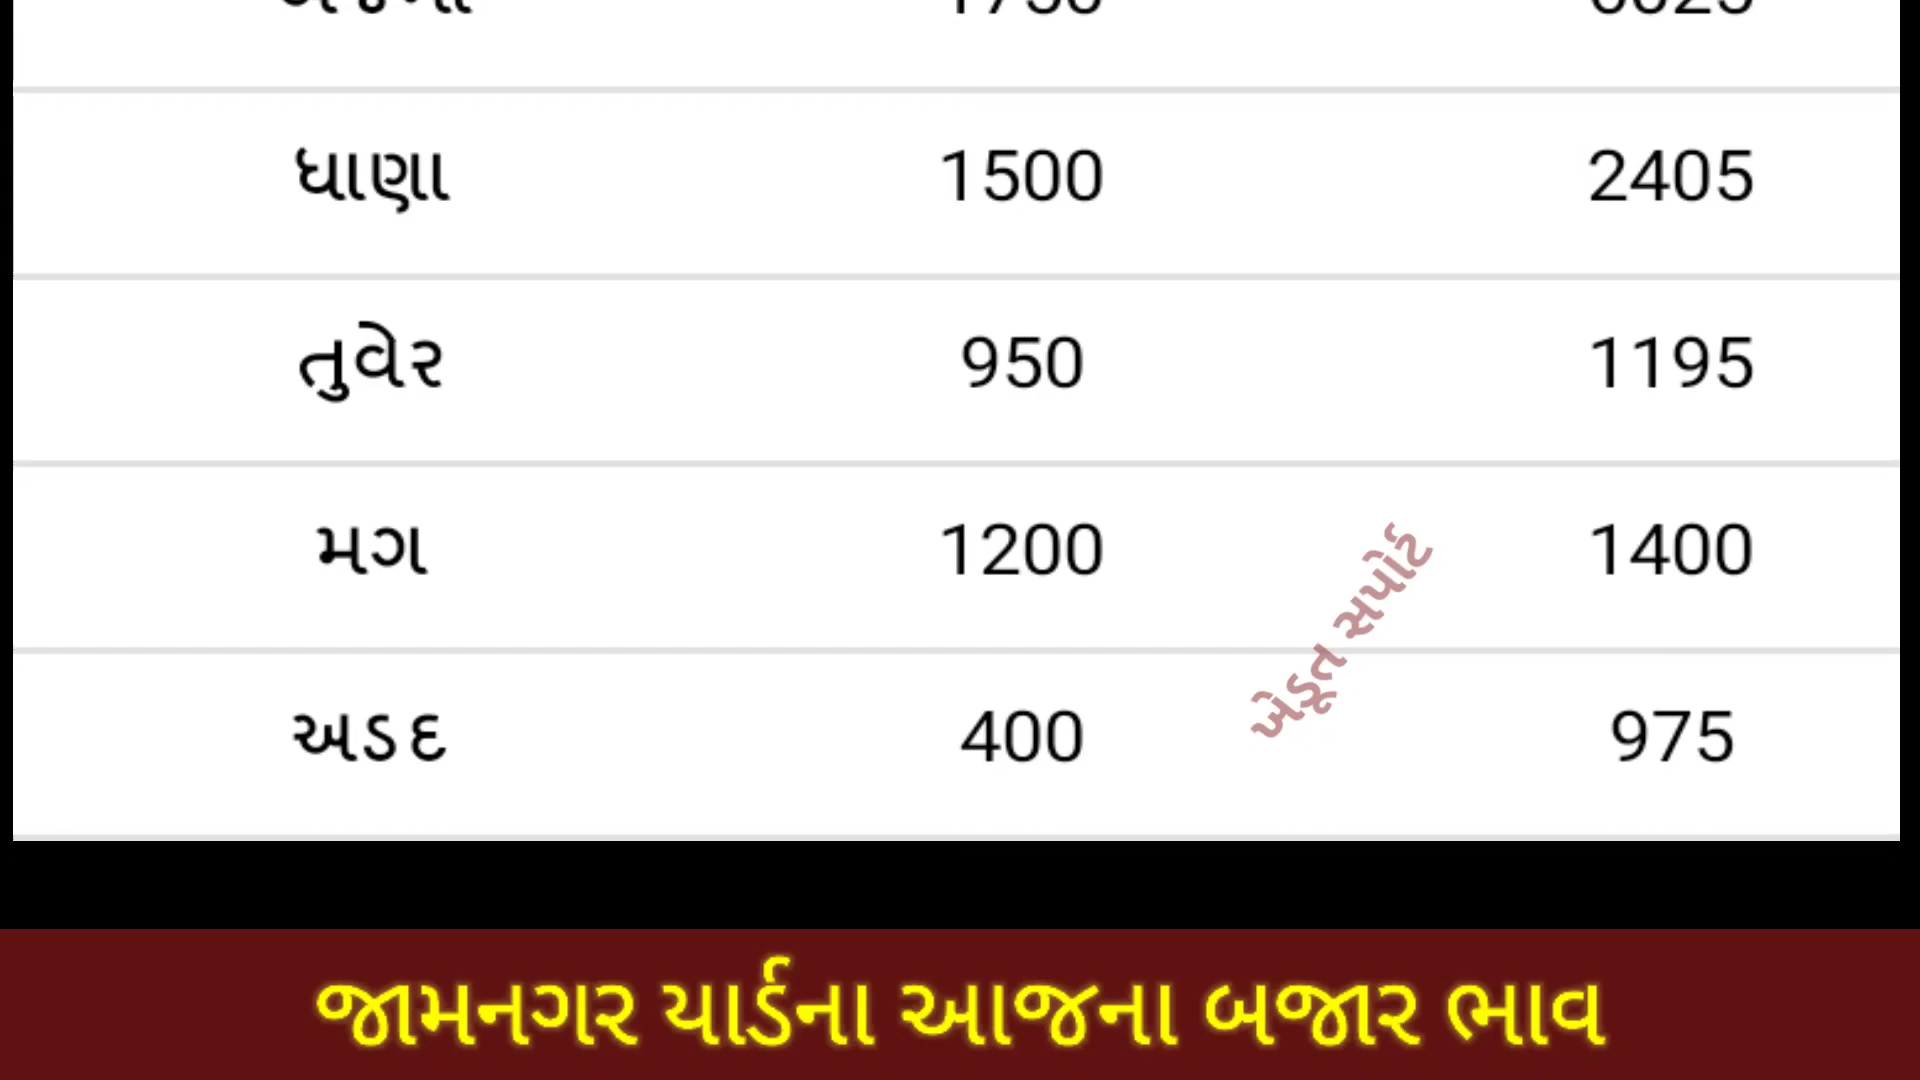 ધાણા 1500 2405
તુવેર 950 1195
મગ 1200 1400
અડદ 400 975
ખેડૂત સપોર્ટ
જામનગર યાર્ડના આજના બજાર ભાવ